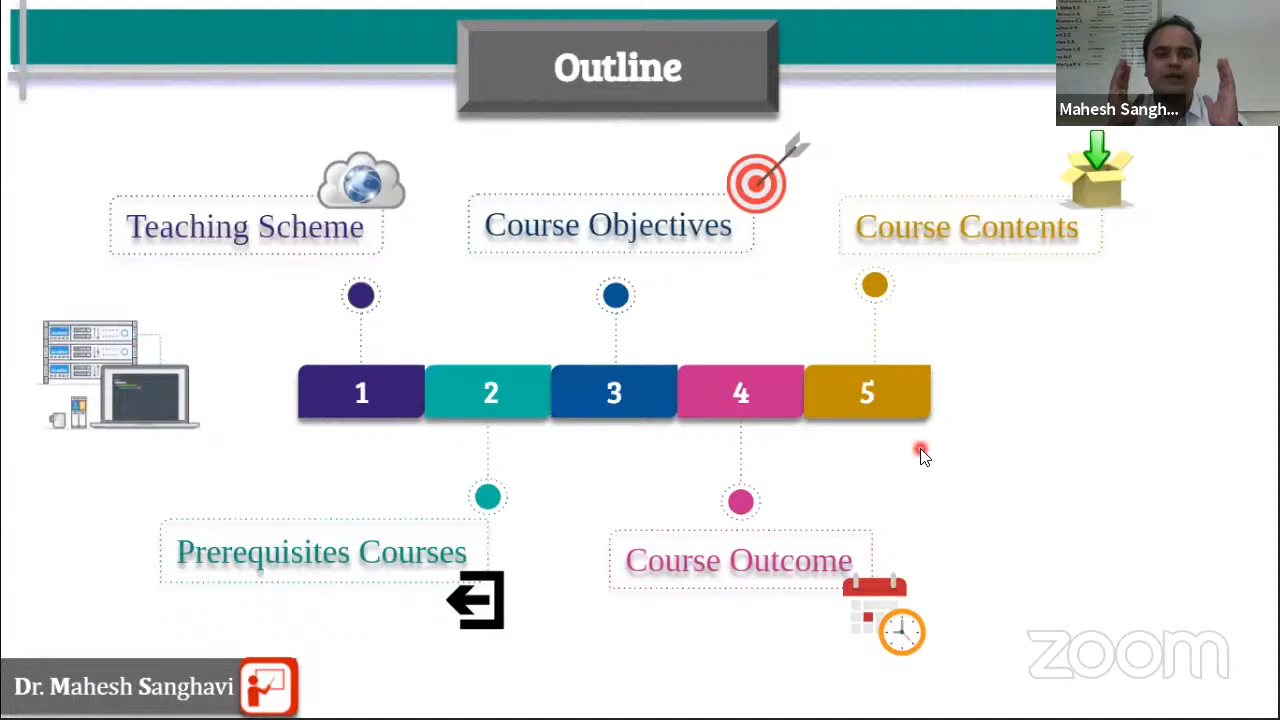 Outline
Mahesh Sangh...
Teaching Scheme
Course Objectives
Course Contents
1 2 3 4 5
Prerequisites Courses
Course Outcome
Dr. Mahesh Sanghavi
zoom